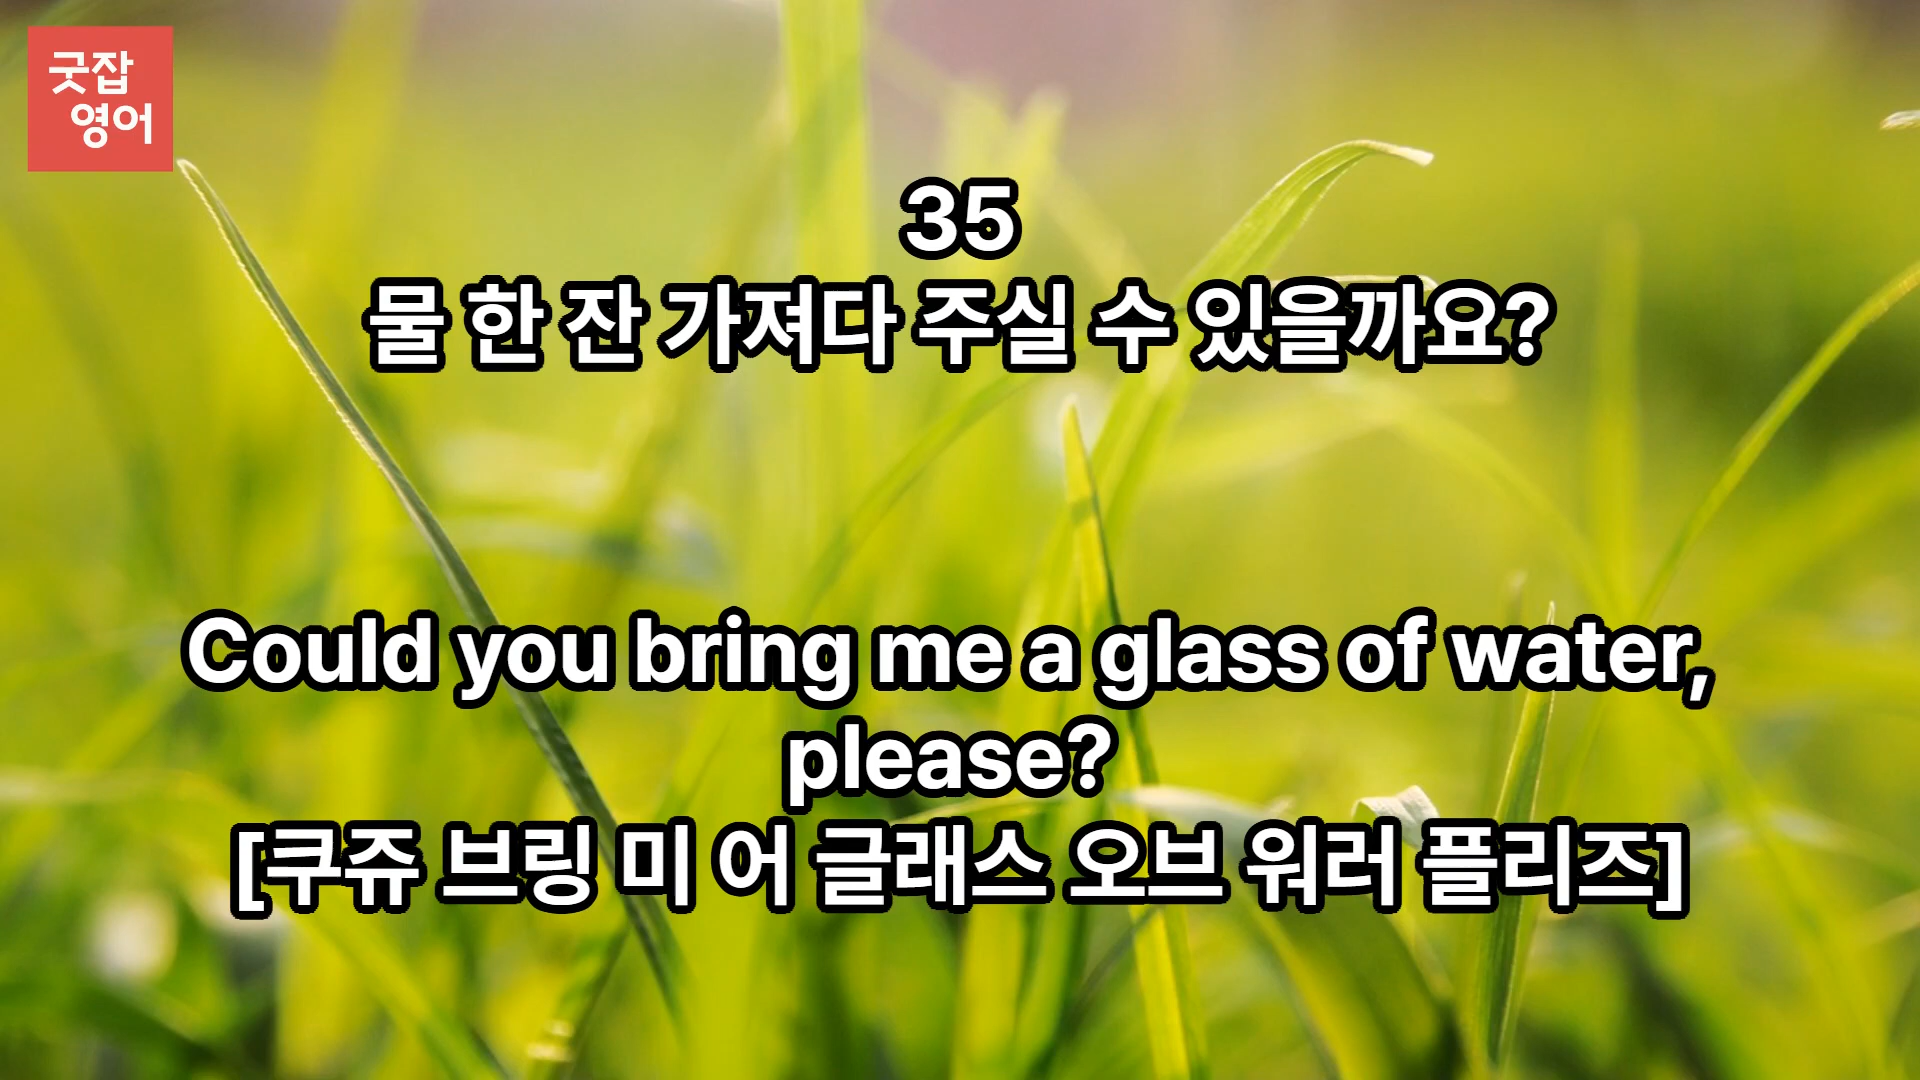 굿잡
영어
35
물 한 잔 가져다 주실 수 있을까요?
Could you bring me a glass of water,
please?
[쿠쥬 브링 미 어 글래스 오브 워러 플리즈]